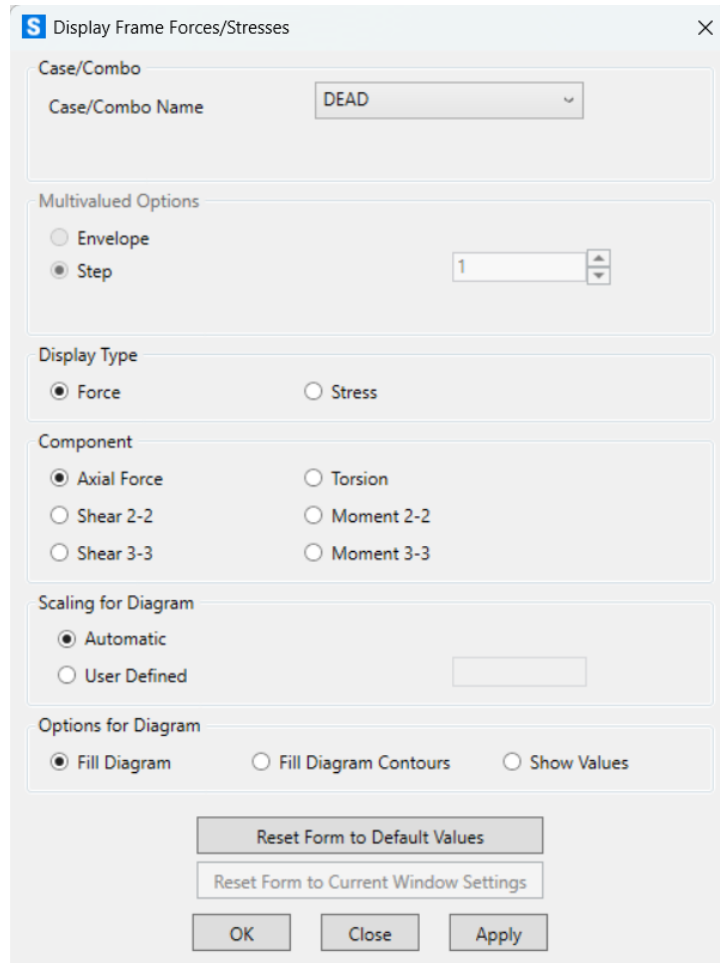 S Display Frame Forces/Stresses
Case/Combo
Case/Combo Name DEAD
Multivalued Options
Envelope
Step 1
Display Type
Force Stress
Component
Axial Force Torsion
Shear 2-2 Moment 2-2
Shear 3-3 Moment 3-3
Scaling for Diagram
Automatic
User Defined
Options for Diagram
Fill Diagram Fill Diagram Contours Show Values
Reset Form to Default Values
Reset Form to Current Window Settings
OK Close Apply